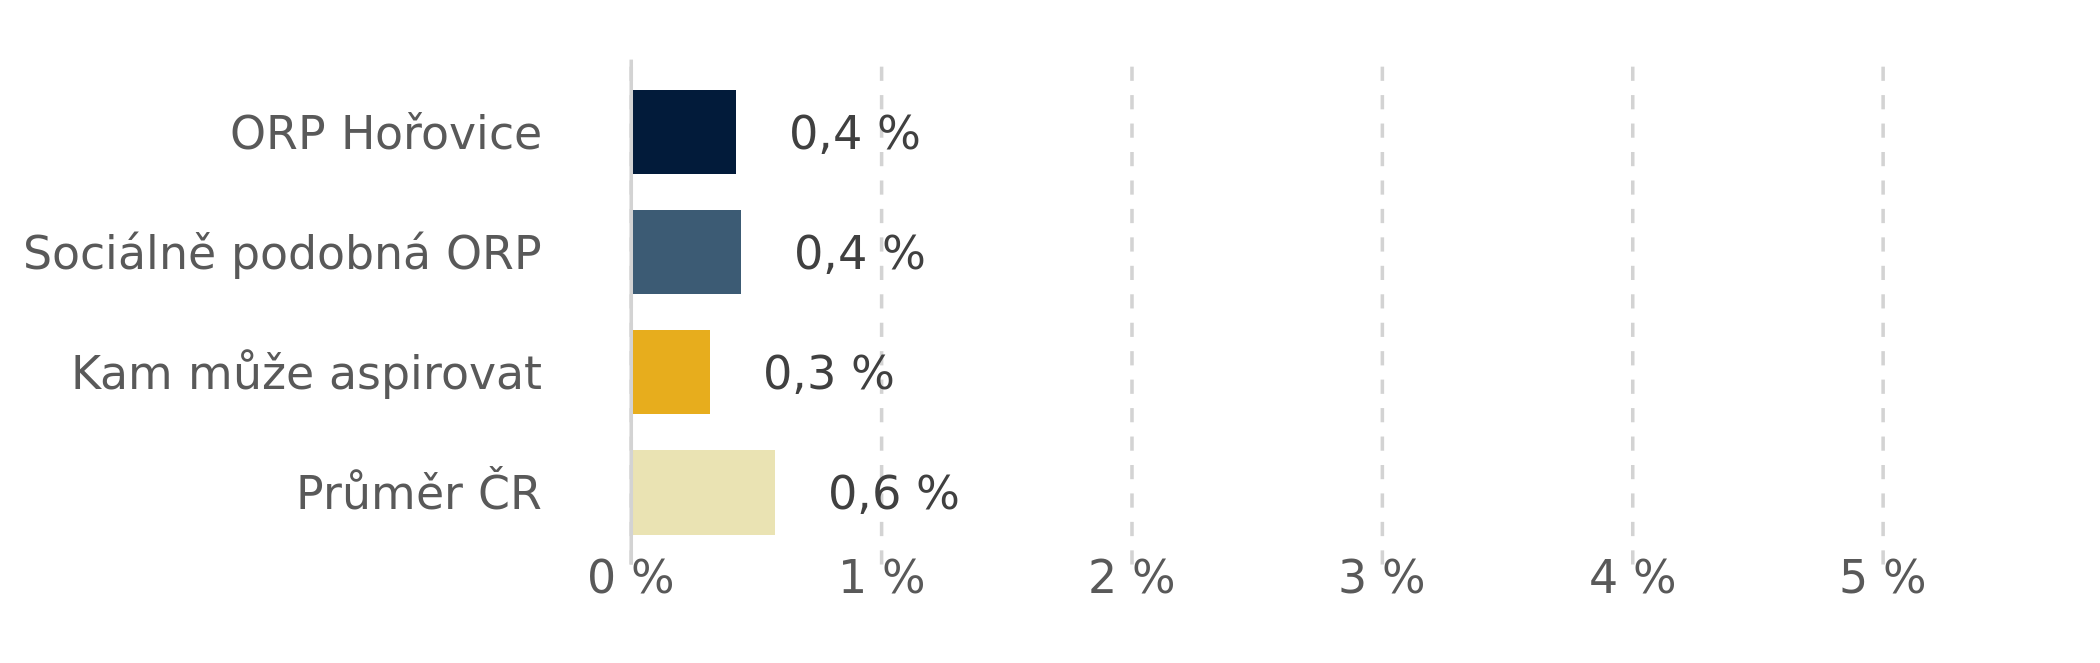 ORP Hořovice 0,4 %
Sociálně podobná ORP 0,4 %
Kam může aspirovat 0,3 %
Průměr ČR 0,6 %
0 % 1 % 2 % 3 % 4 % 5 %